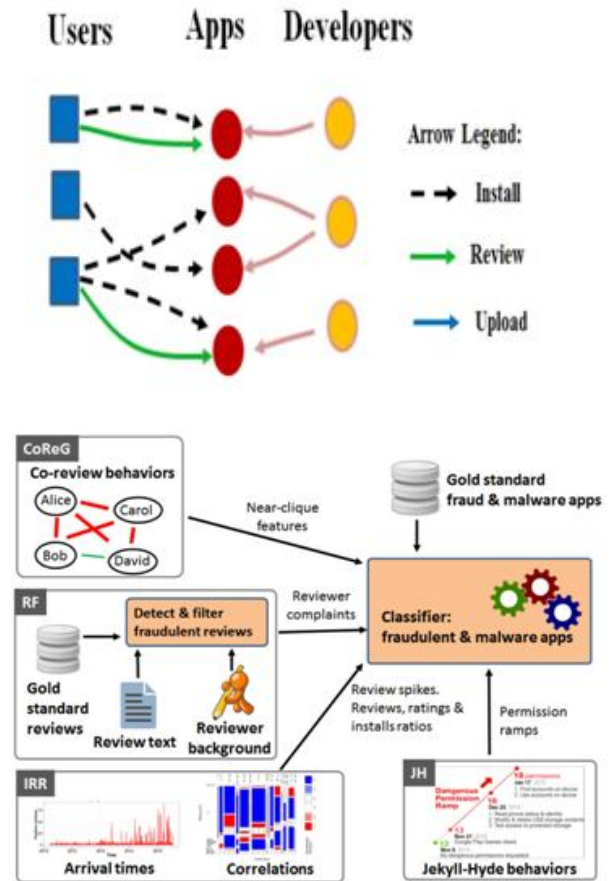 Users Apps Developers
Arrow Legend:
Install
Review
Upload
CoReG
Co-review behaviors
Alice
Carol
Bob
David
Near-clique
features
Gold standard
fraud & malware apps
RF
Detect & filter
fraudulent reviews
Gold
standard
reviews
Review text
Reviewer
background
Reviewer
complaints
Classifier:
fraudulent & malware apps
Review spikes.
Reviews, ratings &
installs ratios
Permission
ramps
IRR
Arrival times
Correlations
JH
Dangerous
Permission
Ramp
Jekyll-Hyde behaviors